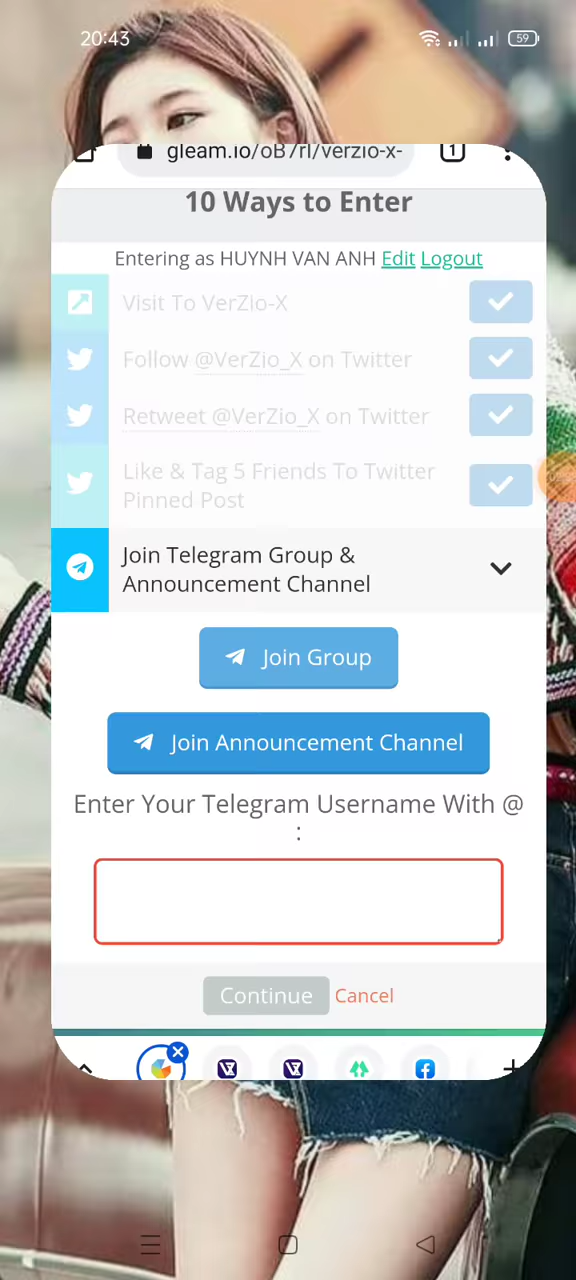 20:43
59
gleam.io/oB7rl/verzio-x-
1
10 Ways to Enter
Entering as HUYNH VAN ANH Edit Logout
Visit To VerZio-X
Follow @VerZio_X on Twitter
Retweet @VerZio_X on Twitter
Like & Tag 5 Friends To Twitter
Pinned Post
Join Telegram Group &
Announcement Channel
Join Group
Join Announcement Channel
Enter Your Telegram Username With @
:
Continue Cancel